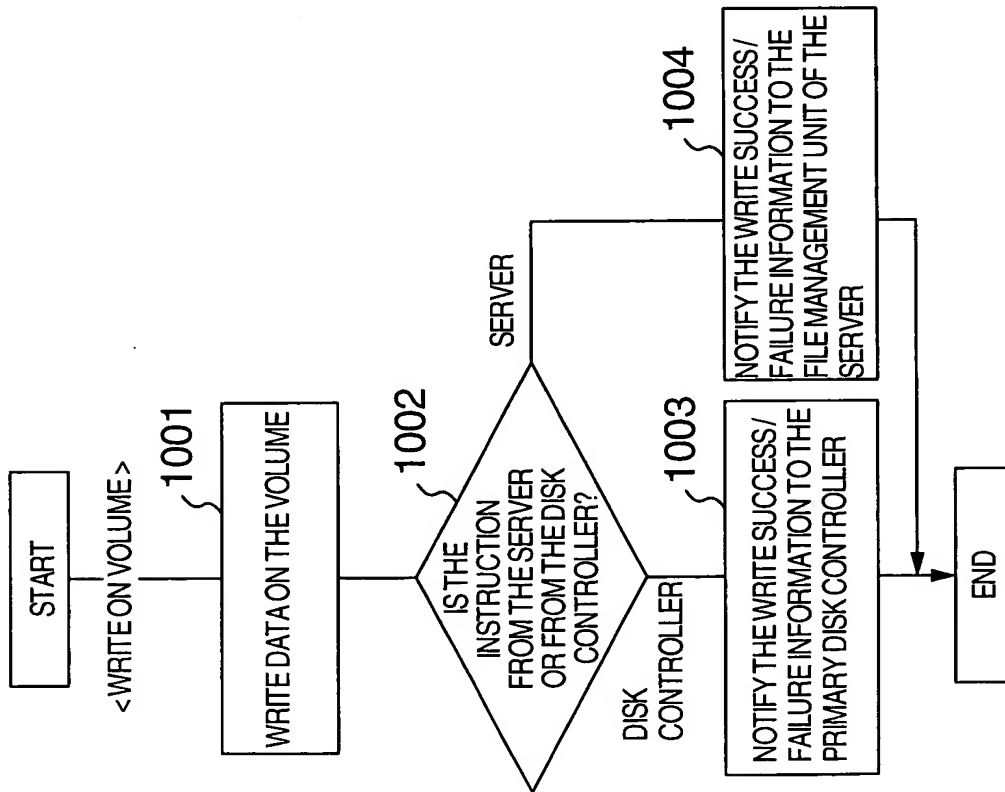 START
<WRITE ON VOLUME>
1001
WRITE DATA ON THE VOLUME
1002
IS THE
INSTRUCTION
FROM THE SERVER
OR FROM THE DISK
CONTROLLER?
SERVER
DISK
CONTROLLER
1003
NOTIFY THE WRITE SUCCESS/
FAILURE INFORMATION TO THE
PRIMARY DISK CONTROLLER
1004
NOTIFY THE WRITE SUCCESS/
FAILURE INFORMATION TO THE
FILE MANAGEMENT UNIT OF THE
SERVER
END